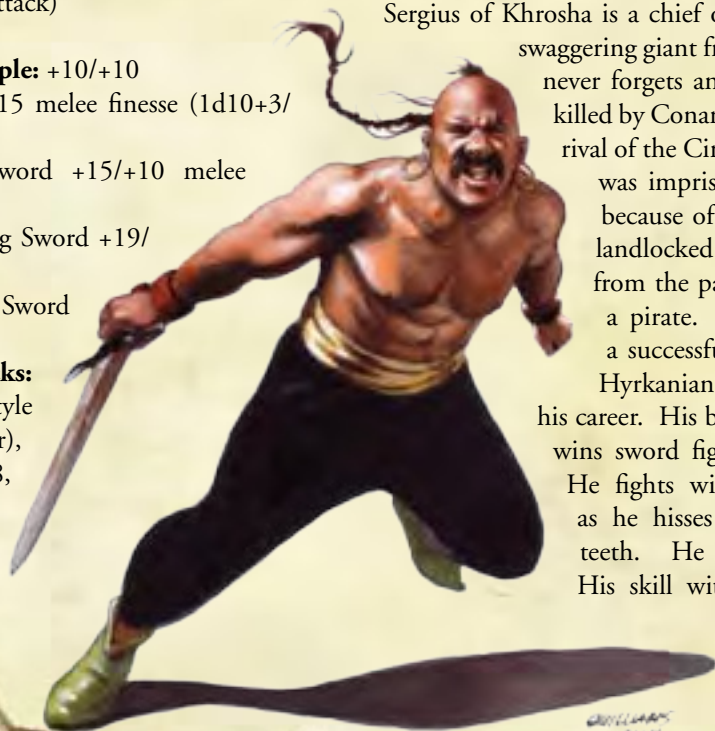 ttack)
ple: +10/+10
15 melee finesse (1d10+3/
word +15/+10 melee
g Sword +19/
Sword
ks:
tyle
r),
3,
Sergius of Khrosha is a chief o
swaggering giant fr
never forgets an
killed by Conan
rival of the Cim
was impris
because of
landlocked
from the pa
a pirate.
a successfu
Hyrkanian
his career. His b
wins sword fig
He fights wi
as he hisses
teeth. He
His skill wit